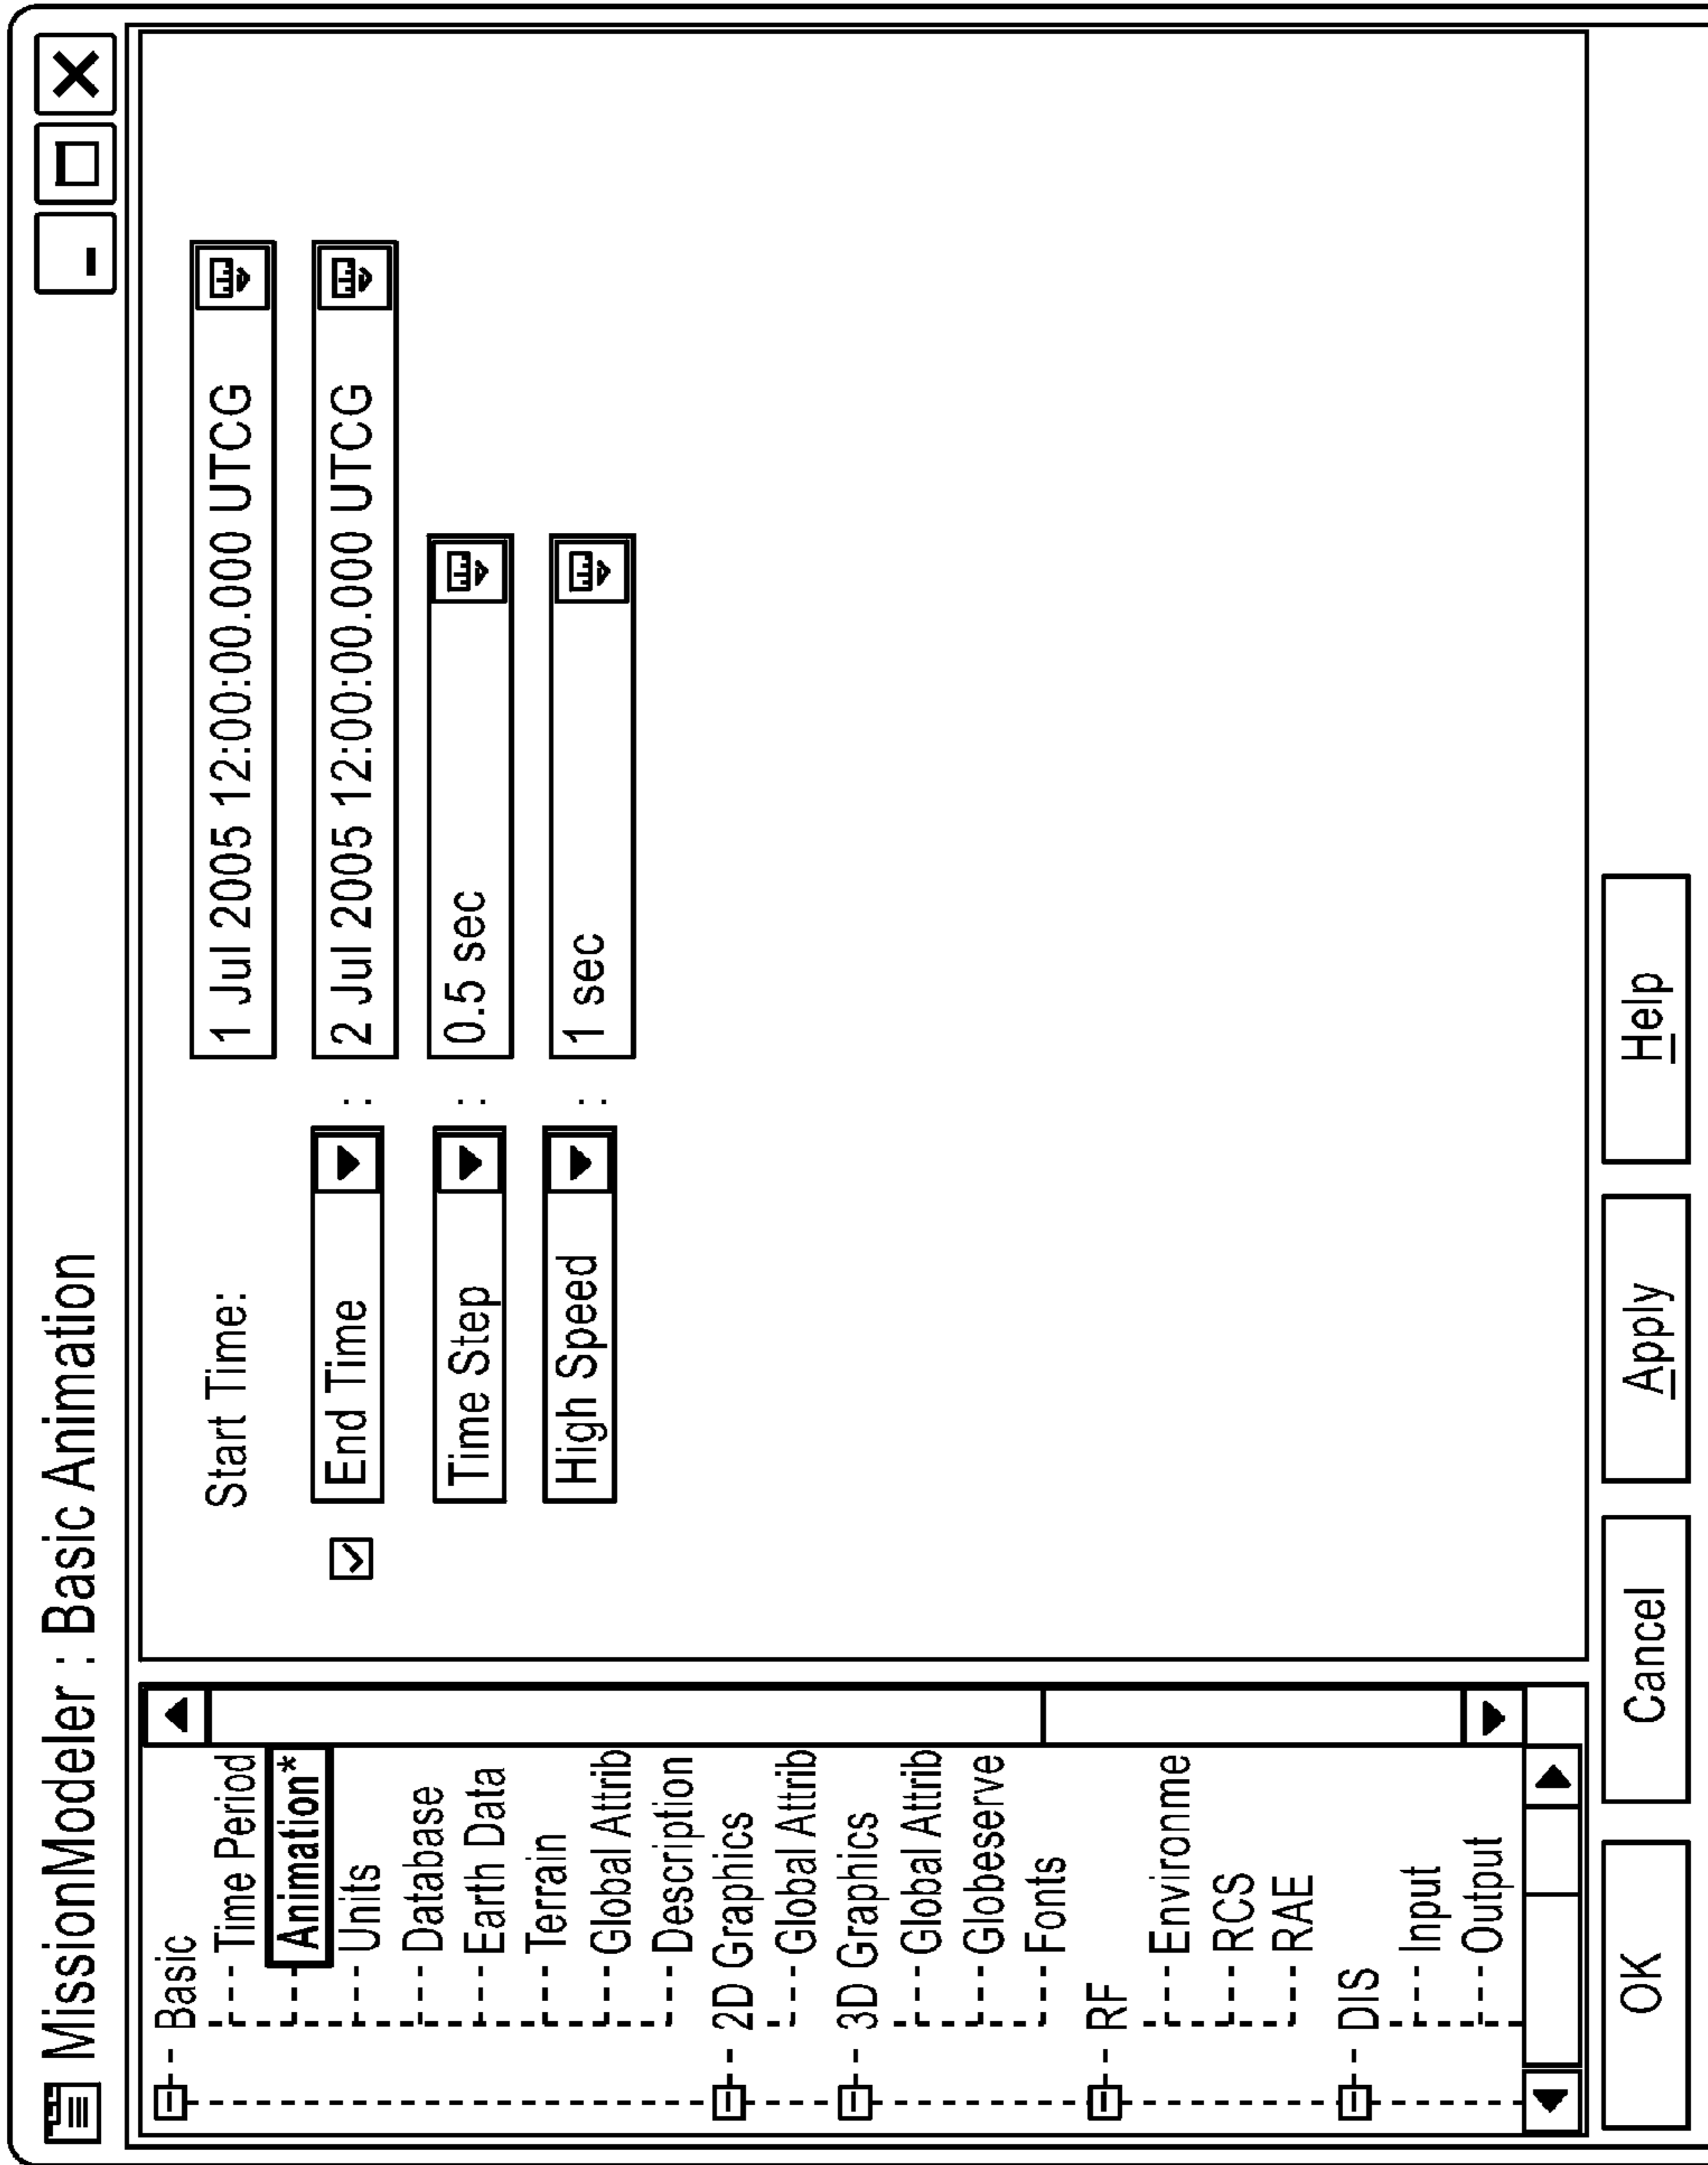 MissionModeler : Basic Animation
Basic
Time Period
Animation*
Units
Database
Earth Data
Terrain
Global Attrib
Description
2D Graphics
Global Attrib
3D Graphics
Global Attrib
Globeserve
Fonts
RF
Environme
RCS
RAE
DIS
Input
Output
Start Time: 1 Jul 2005 12:00:00.000 UTCG
End Time : 2 Jul 2005 12:00:00.000 UTCG
Time Step : 0.5 sec
High Speed : 1 sec
OK Cancel Apply Help